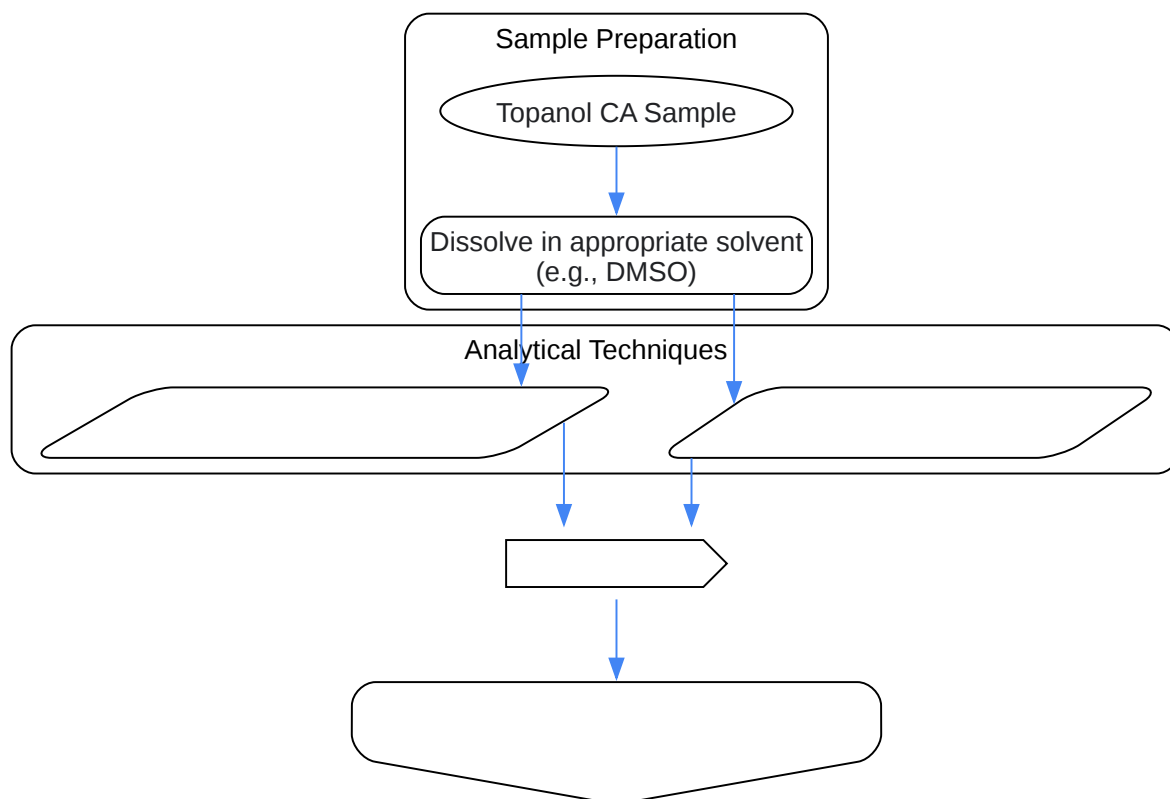 Sample Preparation
Topanol CA Sample
Dissolve in appropriate solvent
(e.g., DMSO)
Analytical Techniques